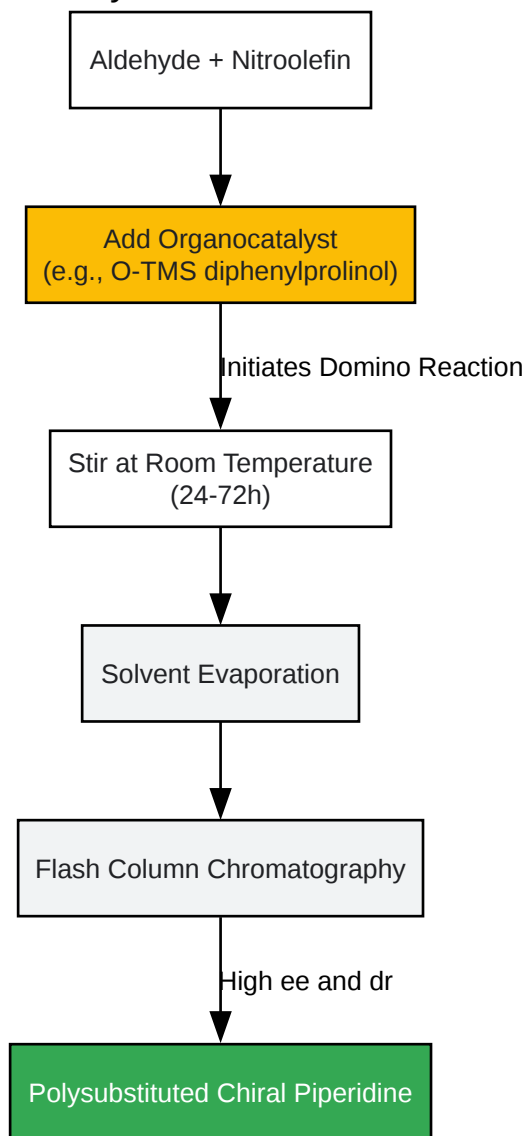 Aldehyde + Nitroolefin
Add Organocatalyst
(e.g., O-TMS diphenylprolinol)
Initiates Domino Reaction
Stir at Room Temperature
(24-72h)
Solvent Evaporation
Flash Column Chromatography
High ee and dr
Polysubstituted Chiral Piperidine